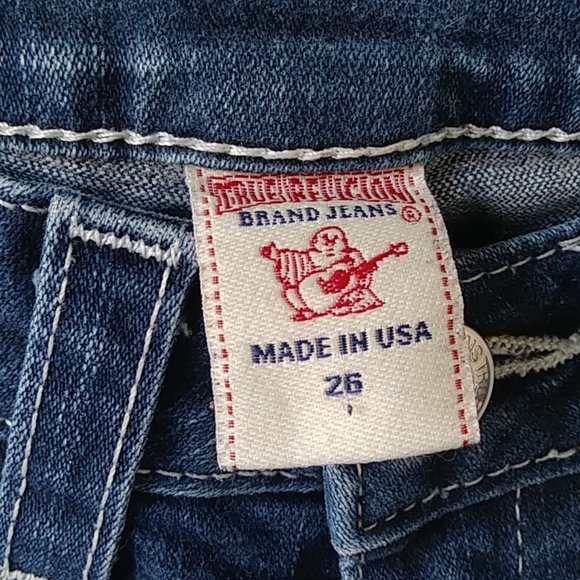 TRUE RELIGION
BRAND JEANS®
MADE IN USA
26